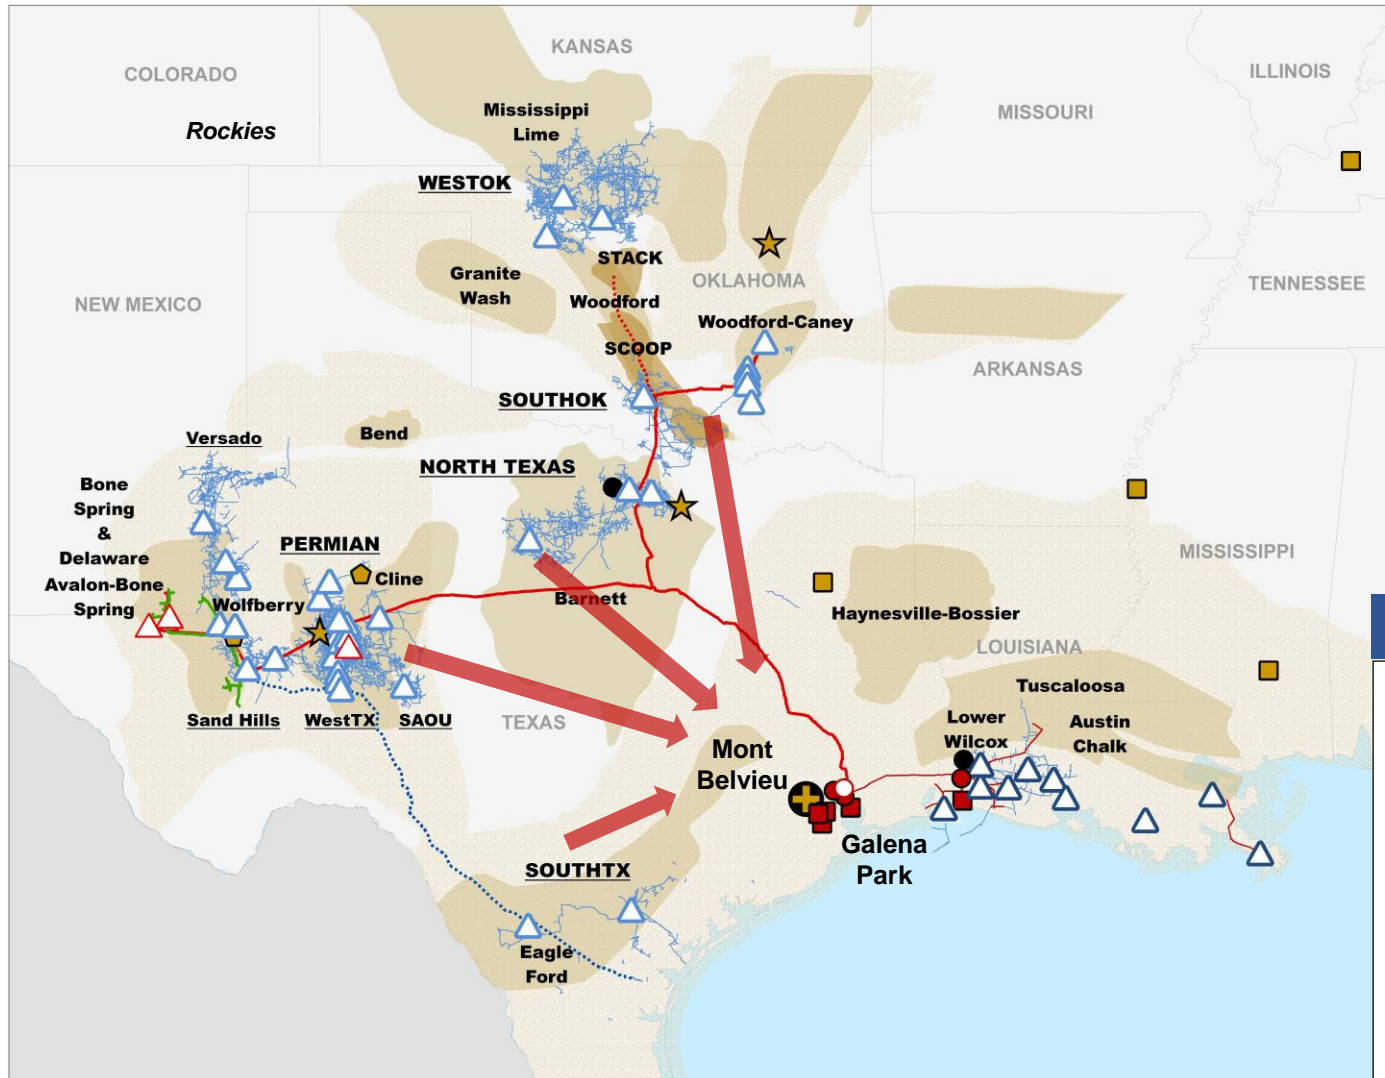 KANSAS
COLORADO
ILLINOIS
Mississippi
Lime
MISSOURI
Rockies
WESTOK
STACK
Granite
Wash
OKLAHOMA
TENNESSEE
NEW MEXICO
Woodford
Woodford-Caney
SCOOP
ARKANSAS
SOUTHOK
Bend
Versado
NORTH TEXAS
Bone
Spring
&
Delaware
Avalon-Bone
Spring
PERMIAN
Cline
MISSISSIPPI
Wolfberry
Barnett
Haynesville-Bossier
LOUISIANA
Tuscaloosa
Sand Hills
WestTX
SAOU
TEXAS
Lower
Wilcox
Austin
Chalk
Mont
Belvieu
Galena
Park
SOUTHTX
Eagle
Ford